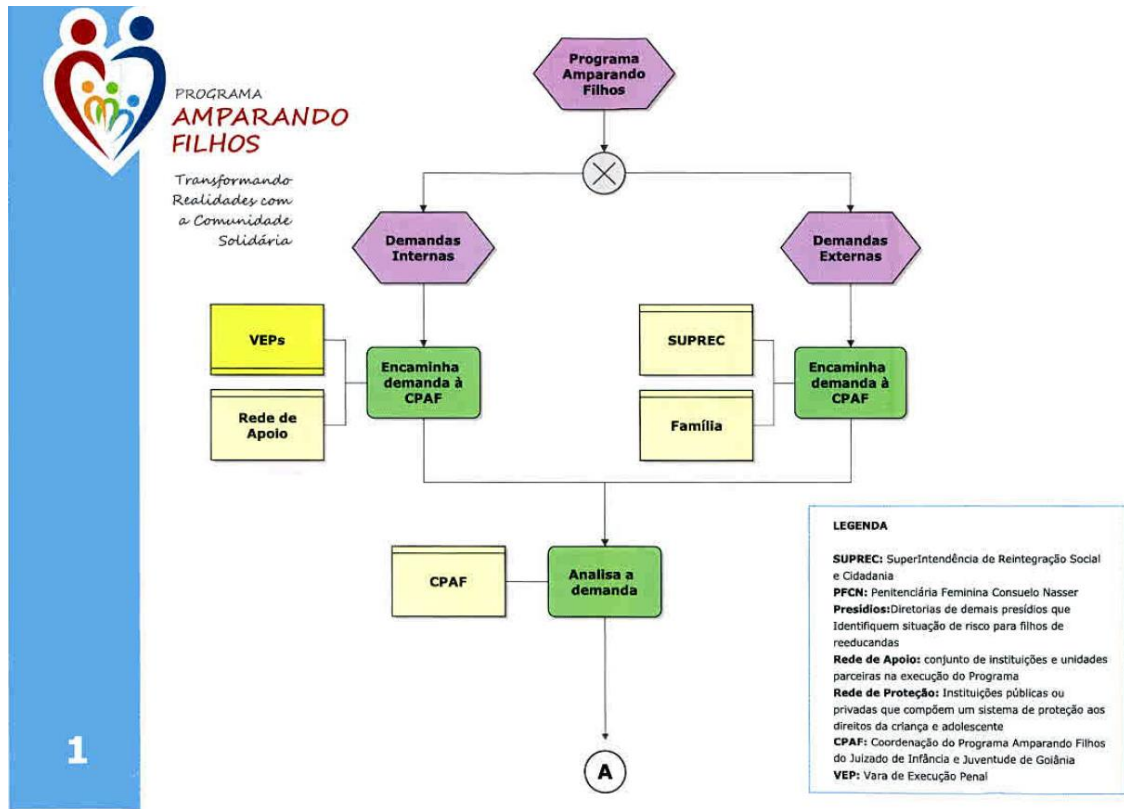 PROGRAMA
AMPARANDO
FILHOS
Transformando
Realidades com
a Comunidade
Solidária
Programa
Amparando
Filhos
Demandas
Internas
Demandas
Externas
VEPs
Rede de
Apoio
Encaminha
demanda à
CPAF
SUPREC
Família
Encaminha
demanda à
CPAF
CPAF
Analisa a
demanda
A
LEGENDA
SUPREC: SuperIntendência de Reintegração Social
e Cidadania
PFCN: Penitenciária Feminina Consuelo Nasser
Presídios:Diretorias de demais presídios que
Identifiquem situação de risco para filhos de
reeducandas
Rede de Apoio: conjunto de instituições e unidades
parceiras na execução do Programa
Rede de Proteção: Instituições públicas ou
privadas que compõem um sistema de proteção aos
direitos da criança e adolescente
CPAF: Coordenação do Programa Amparando Filhos
do Juizado de Infância e Juventude de Goiânia
VEP: Vara de Execução Penal
1